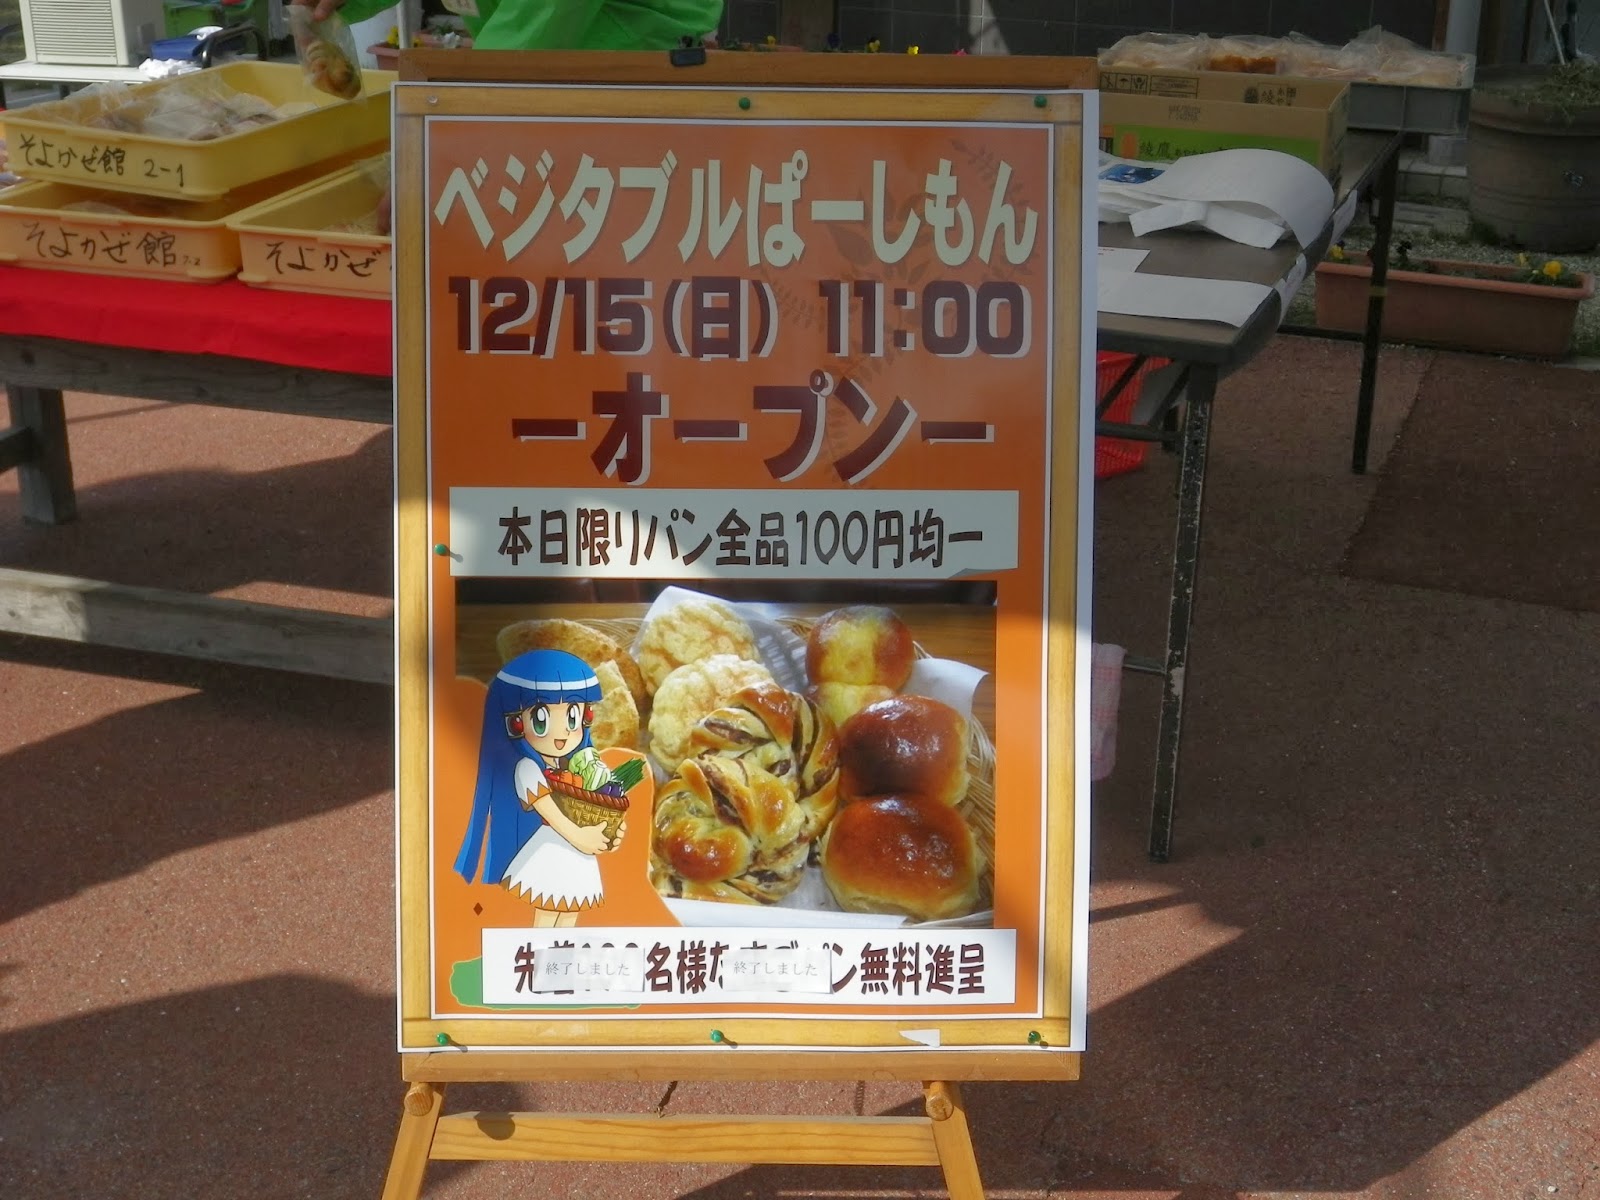 ベジタブルぱーしもん
12/15(日) 11:00
ーオープンー
本日限りパン全品100円均一
名様 パン無料進呈
終了しました 終了しました
そよかぜ館 2-1
そよかぜ館
そよかぜ
綾鷹